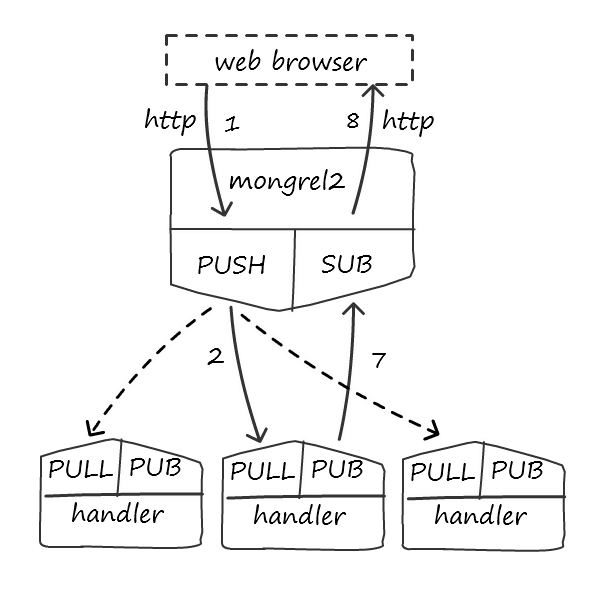 web browser
http 1 8 http
mongrel2
PUSH SUB
2 7
PULL PUB PULL PUB PULL PUB
handler handler handler